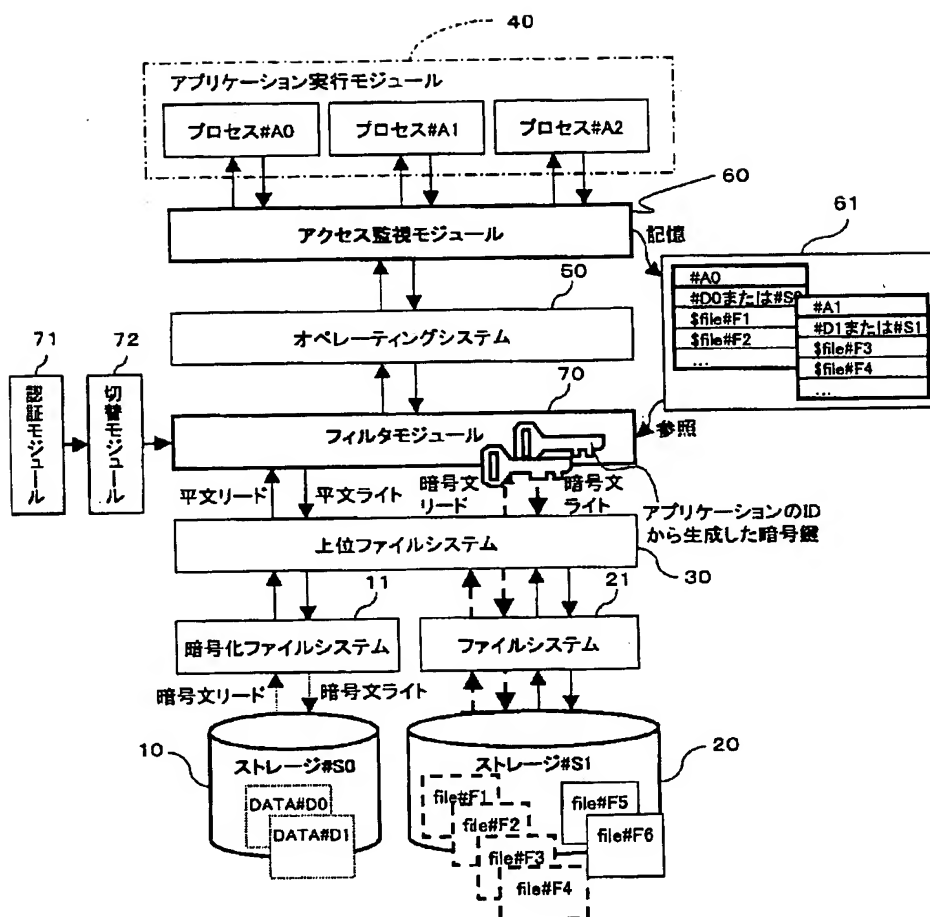 40
アプリケーション実行モジュール
プロセス#A0
プロセス#A1
プロセス#A2
60
アクセス監視モジュール
記憶
61
#A0
#D0または#S0
$file#F1
$file#F2
...
#A1
#D1または#S1
$file#F3
$file#F4
...
50
オペレーティングシステム
71
72
70
認証モジュール
切替モジュール
フィルタモジュール
参照
平文リード
平文ライト
暗号文
リード
暗号文
ライト
アプリケーションのID
から生成した暗号鍵
上位ファイルシステム
30
11
21
暗号化ファイルシステム
ファイルシステム
暗号文リード
暗号文ライト
10
20
ストレージ#S0
ストレージ#S1
DATA#D0
DATA#D1
file#F1
file#F2
file#F3
file#F4
file#F5
file#F6